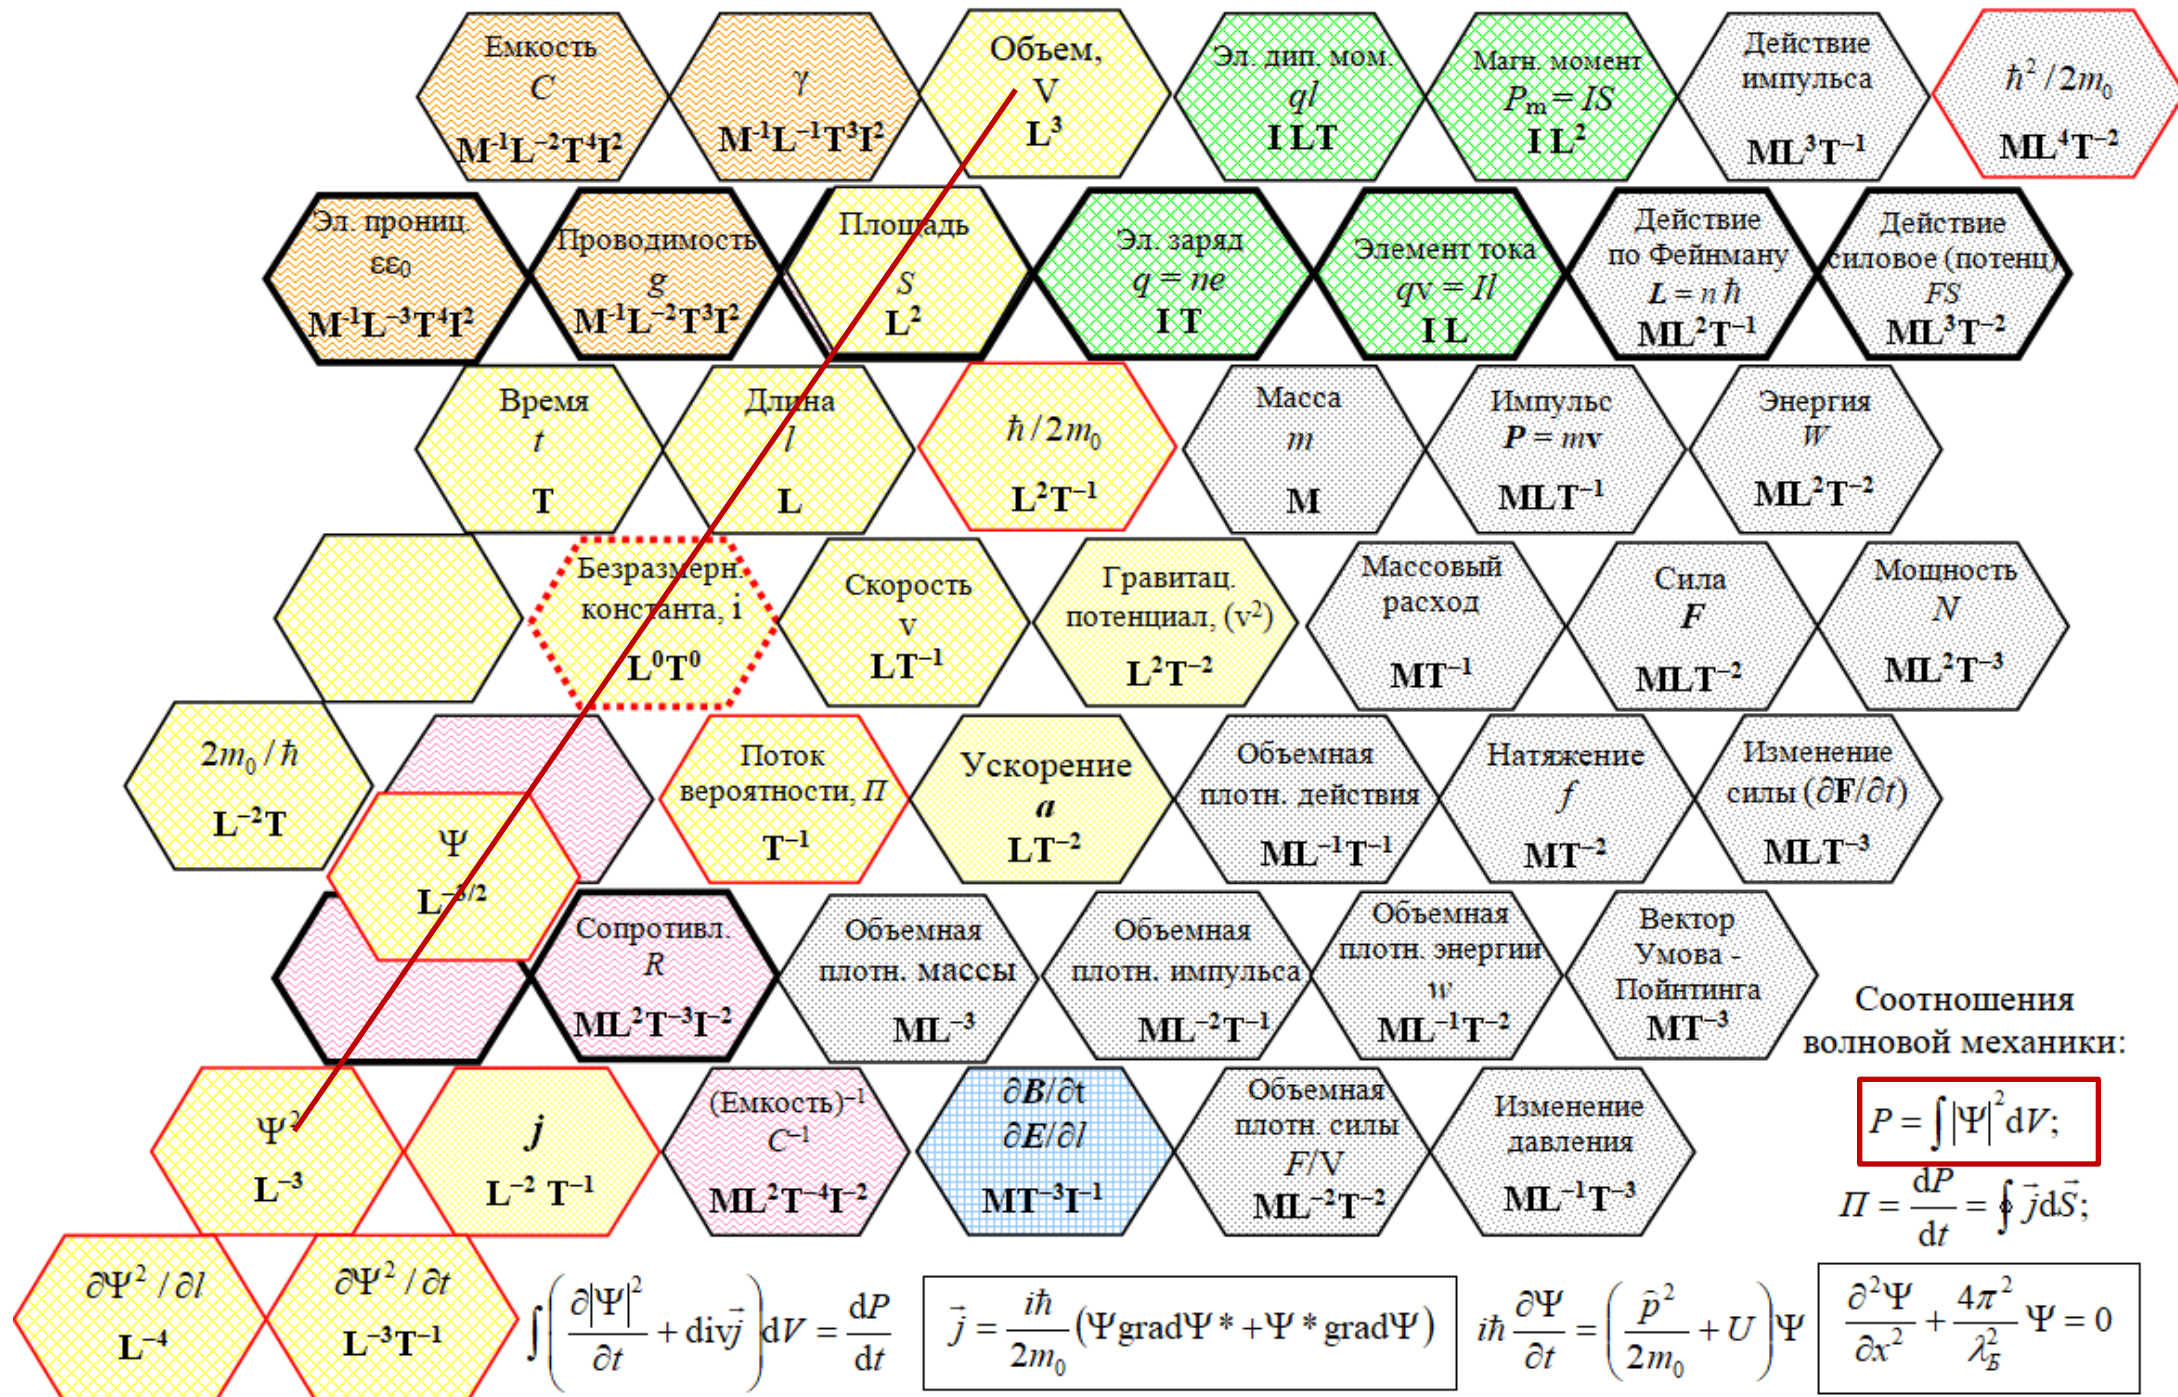 Емкость
C
M⁻¹L⁻²T⁴I²
γ
M⁻¹L⁻¹T³I²
Объем,
V
L³
Эл. дип. мом.
ql
I LT
Магн. момент
Pₘ = IS
I L²
Действие
импульса
ML³T⁻¹
ħ² / 2m₀
ML⁴T⁻²
Эл. прониц.
εε₀
M⁻¹L⁻³T⁴I²
Проводимость
g
M⁻¹L⁻²T³I²
Площадь
S
L²
Эл. заряд
q = ne
I T
Элемент тока
qv = Il
I L
Действие
по Фейнману
L = n ħ
ML²T⁻¹
Действие
силовое (потенц)
FS
ML³T⁻²
Время
t
T
Длина
l
L
ħ / 2m₀
L²T⁻¹
Масса
m
M
Импульс
P = mv
MLT⁻¹
Энергия
W
ML²T⁻²
Безразмерн.
константа, i
L⁰T⁰
Скорость
v
LT⁻¹
Гравитац.
потенциал, (v²)
L²T⁻²
Массовый
расход
MT⁻¹
Сила
F
MLT⁻²
Мощность
N
ML²T⁻³
2m₀ / ħ
L⁻²T
Ψ
L⁻³ᐟ²
Поток
вероятности, П
T⁻¹
Ускорение
a
LT⁻²
Объемная
плотн. действия
ML⁻¹T⁻¹
Натяжение
f
MT⁻²
Изменение
силы (∂F/∂t)
MLT⁻³
Сопротивл.
R
ML²T⁻³I⁻²
Объемная
плотн. массы
ML⁻³
Объемная
плотн. импульса
ML⁻²T⁻¹
Объемная
плотн. энергии
w
ML⁻¹T⁻²
Вектор
Умова -
Пойнтинга
MT⁻³
Соотношения
волновой механики:
Ψ²
L⁻³
j
L⁻² T⁻¹
(Емкость)⁻¹
C⁻¹
ML²T⁻⁴I⁻²
∂B/∂t
∂E/∂l
MT⁻³I⁻¹
Объемная
плотн. силы
F/V
ML⁻²T⁻²
Изменение
давления
ML⁻¹T⁻³
P = ∫|Ψ|²dV;
П = dP/dt = ∮ j⃗dS⃗;
∂Ψ² / ∂l
L⁻⁴
∂Ψ² / ∂t
L⁻³T⁻¹
∫(∂|Ψ|²/∂t + divj⃗)dV = dP/dt
j⃗ = iħ/2m₀ (ΨgradΨ* + Ψ*gradΨ)
iħ ∂Ψ/∂t = (p̂²/2m₀ + U)Ψ
∂²Ψ/∂x² + 4π²/λ²_Б Ψ = 0